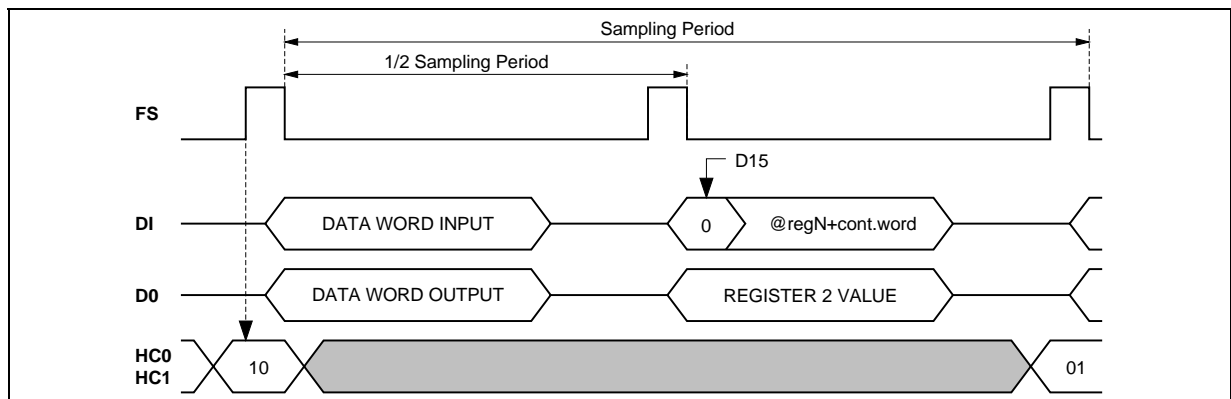 Sampling Period
1/2 Sampling Period
FS
D15
DI
DATA WORD INPUT
0
@regN+cont.word
D0
DATA WORD OUTPUT
REGISTER 2 VALUE
HC0
HC1
10
01